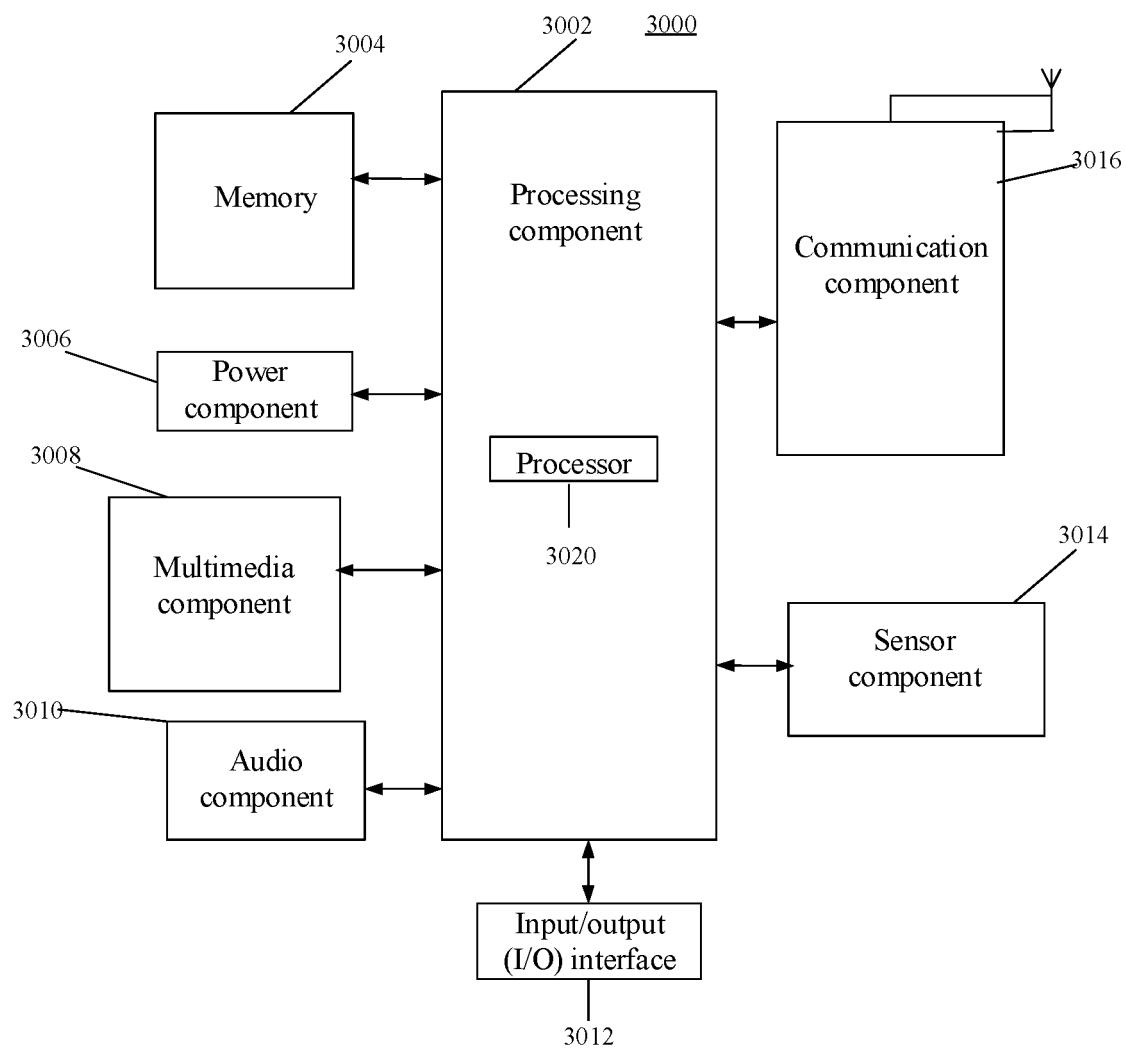 3002
3000
3004
3016
Memory
Processing
component
Communication
component
3006
Power
component
3008
Processor
3020
3014
Multimedia
component
Sensor
component
3010
Audio
component
Input/output
(I/O) interface
3012